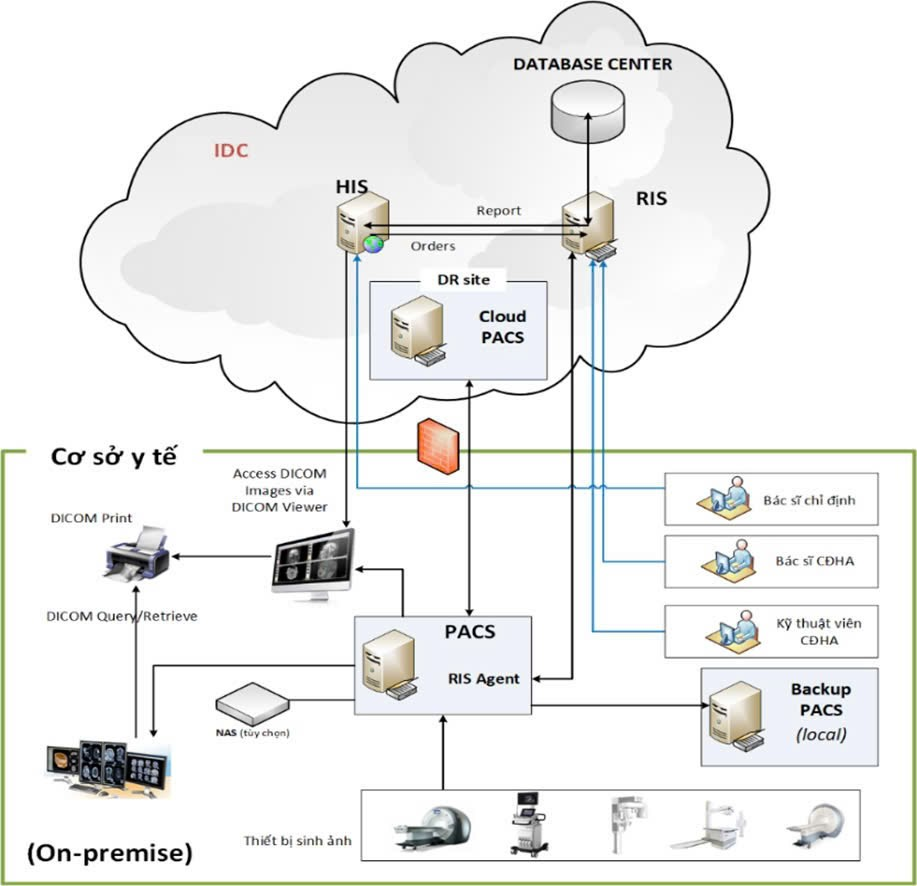 DATABASE CENTER
IDC
HIS
RIS
Report
Orders
DR site
Cloud
PACS
Cơ sở y tế
Access DICOM
Images via
DICOM Viewer
Bác sĩ chỉ định
DICOM Print
Bác sĩ CĐHA
DICOM Query/Retrieve
Kỹ thuật viên
CĐHA
PACS
RIS Agent
Backup
PACS
(local)
NAS (tùy chọn)
Thiết bị sinh ảnh
(On-premise)